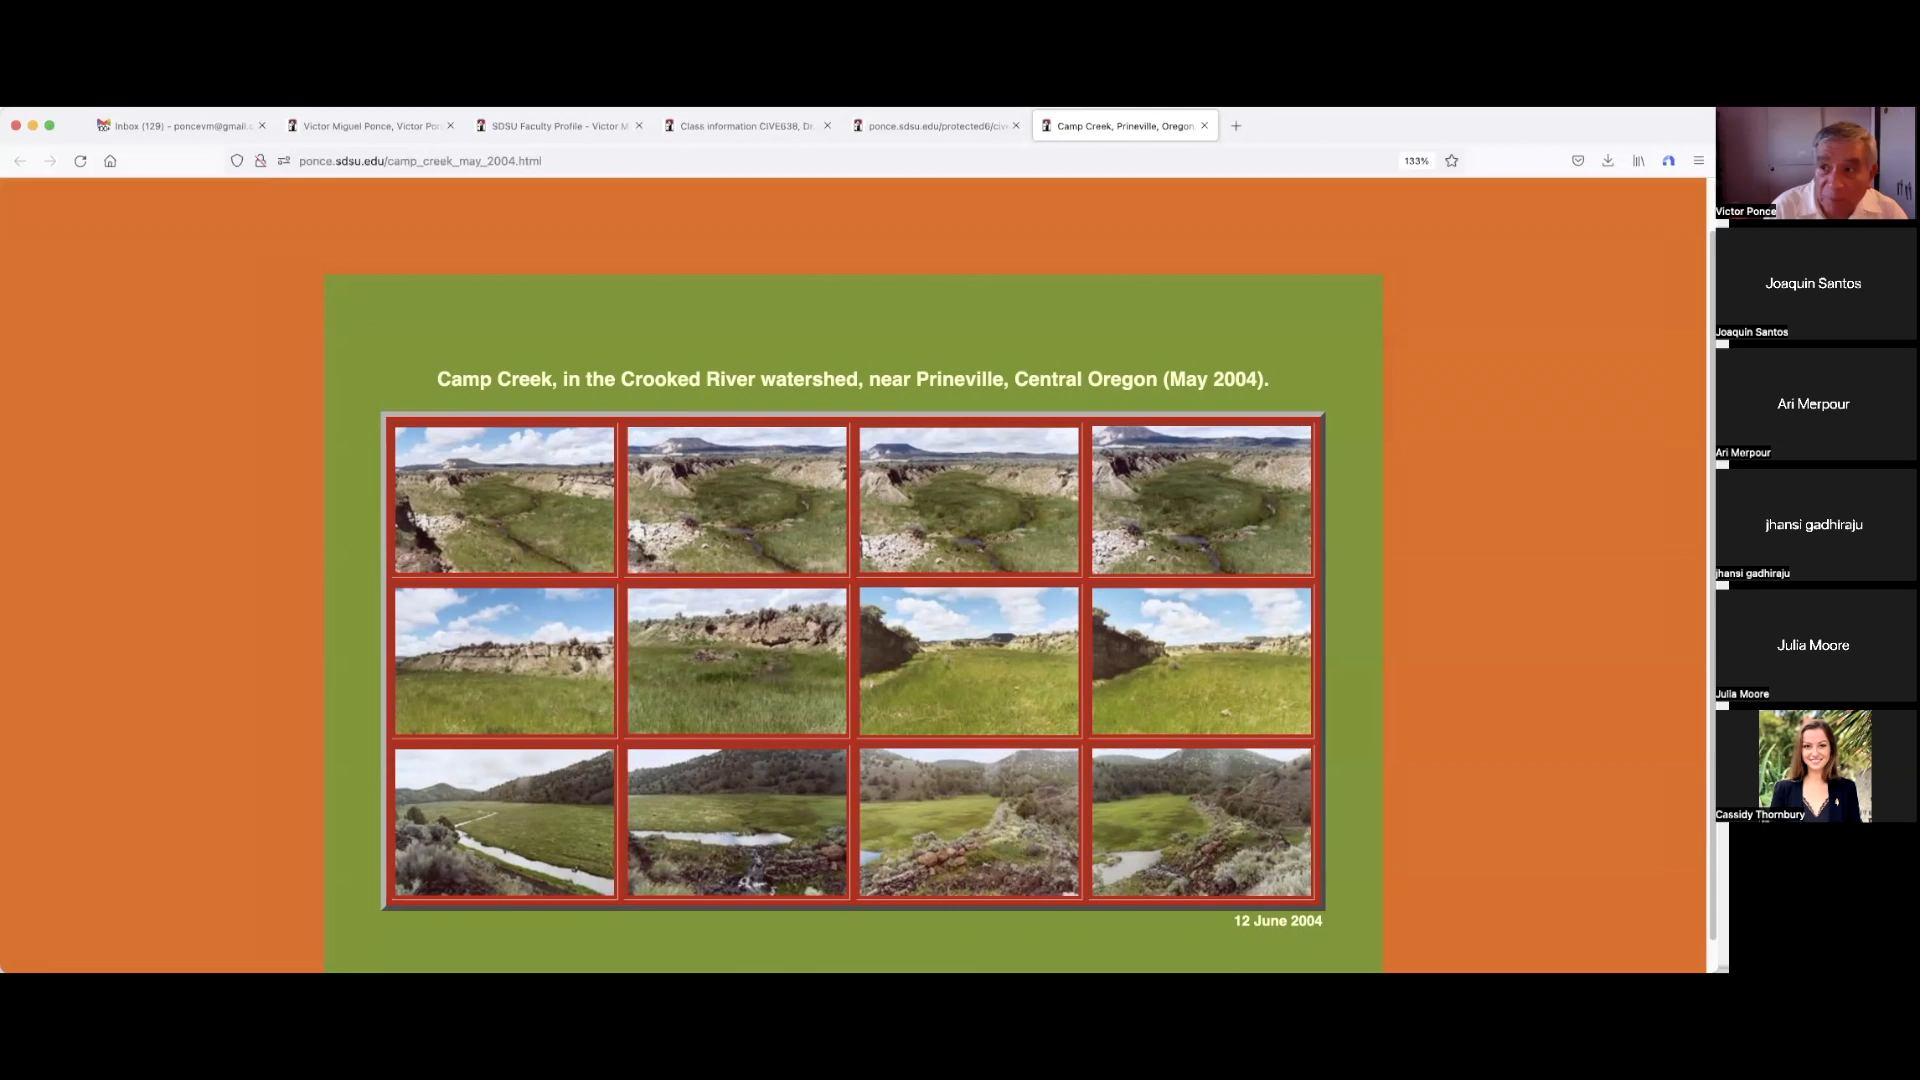 Inbox (129) - poncevm@gmail.c
Victor Miguel Ponce, Victor Pon
SDSU Faculty Profile - Victor M
Class information CIVE638, Dr.
ponce.sdsu.edu/protected6/cive
Camp Creek, Prineville, Oregon,
ponce.sdsu.edu/camp_creek_may_2004.html
133%
Camp Creek, in the Crooked River watershed, near Prineville, Central Oregon (May 2004).
12 June 2004
Victor Ponce
Joaquin Santos
Joaquin Santos
Ari Merpour
Ari Merpour
jhansi gadhiraju
jhansi gadhiraju
Julia Moore
Julia Moore
Cassidy Thornbury